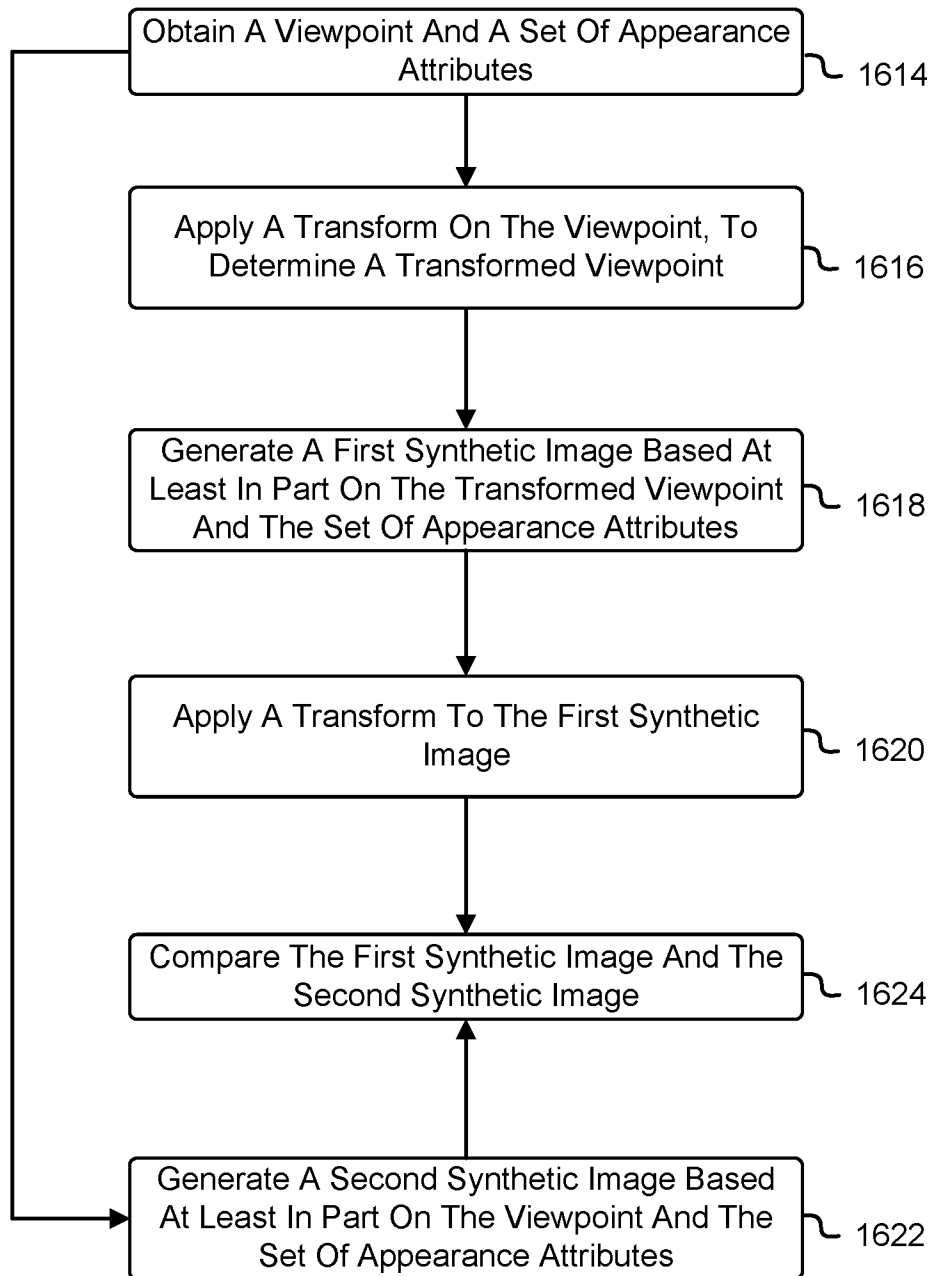 Obtain A Viewpoint And A Set Of Appearance
Attributes
1614
Apply A Transform On The Viewpoint, To
Determine A Transformed Viewpoint
1616
Generate A First Synthetic Image Based At
Least In Part On The Transformed Viewpoint
And The Set Of Appearance Attributes
1618
Apply A Transform To The First Synthetic
Image
1620
Compare The First Synthetic Image And The
Second Synthetic Image
1624
Generate A Second Synthetic Image Based
At Least In Part On The Viewpoint And The
Set Of Appearance Attributes
1622